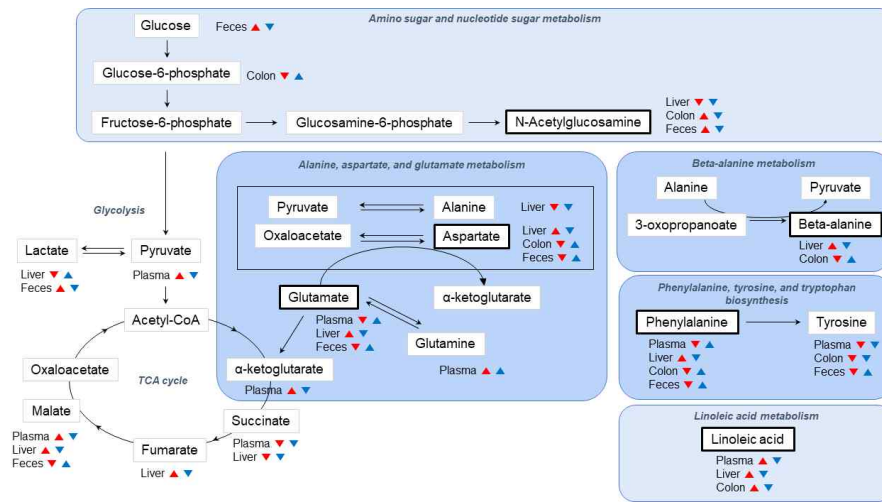 Amino sugar and nucleotide sugar metabolism
Glucose
Feces ▲ ▼
Glucose-6-phosphate
Colon ▼ ▲
Fructose-6-phosphate
Glucosamine-6-phosphate
N-Acetylglucosamine
Liver ▼ ▼
Colon ▲ ▼
Feces ▲ ▼
Glycolysis
Lactate
Liver ▼ ▲
Feces ▲ ▼
Pyruvate
Plasma ▲ ▼
Acetyl-CoA
Oxaloacetate
TCA cycle
α-ketoglutarate
Plasma ▲ ▼
Malate
Plasma ▲ ▼
Liver ▲ ▼
Feces ▼ ▲
Succinate
Plasma ▼ ▼
Liver ▼ ▼
Fumarate
Liver ▲ ▼
Alanine, aspartate, and glutamate metabolism
Pyruvate
Alanine
Liver ▼ ▼
Oxaloacetate
Aspartate
Liver ▲ ▼
Colon ▼ ▲
Feces ▼ ▲
Glutamate
Plasma ▼ ▲
Liver ▲ ▼
Feces ▼ ▲
α-ketoglutarate
Glutamine
Plasma ▲ ▲
Beta-alanine metabolism
Alanine
Pyruvate
3-oxopropanoate
Beta-alanine
Liver ▲ ▼
Colon ▼ ▲
Phenylalanine, tyrosine, and tryptophan
biosynthesis
Phenylalanine
Plasma ▼ ▲
Liver ▲ ▼
Colon ▼ ▲
Feces ▼ ▲
Tyrosine
Plasma ▼ ▼
Colon ▼ ▼
Feces ▼ ▲
Linoleic acid metabolism
Linoleic acid
Plasma ▲ ▼
Liver ▲ ▼
Colon ▲ ▼